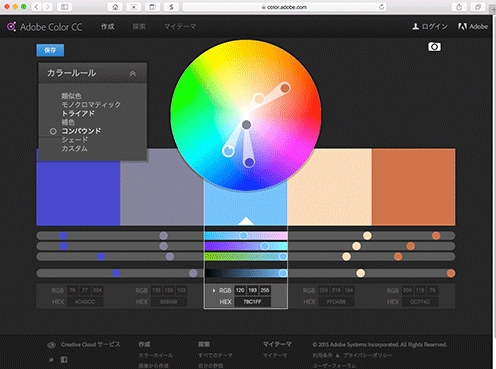 color.adobe.com
Adobe Color CC 作成 探索 マイテーマ ログイン Adobe
保存
カラールール
類似色
モノクロマティック
トライアド
補色
コンパウンド
シェード
カスタム
RGB 76 77 204 RGB 133 133 153 RGB 120 193 255 RGB 255 218 RGB 204 119 76
HEX HEX HEX 78C1FF HEX HEX CC774C
Creative Cloud サービス 作成 探索 マイテーマ © 2015 Adobe Systems Incorporated. All Rights Reserved.
カラーホイール すべてのテーマ マイテーマ 利用条件 & プライバシーポリシー
画像から作成 自分の評価 ユーザーフォーラム